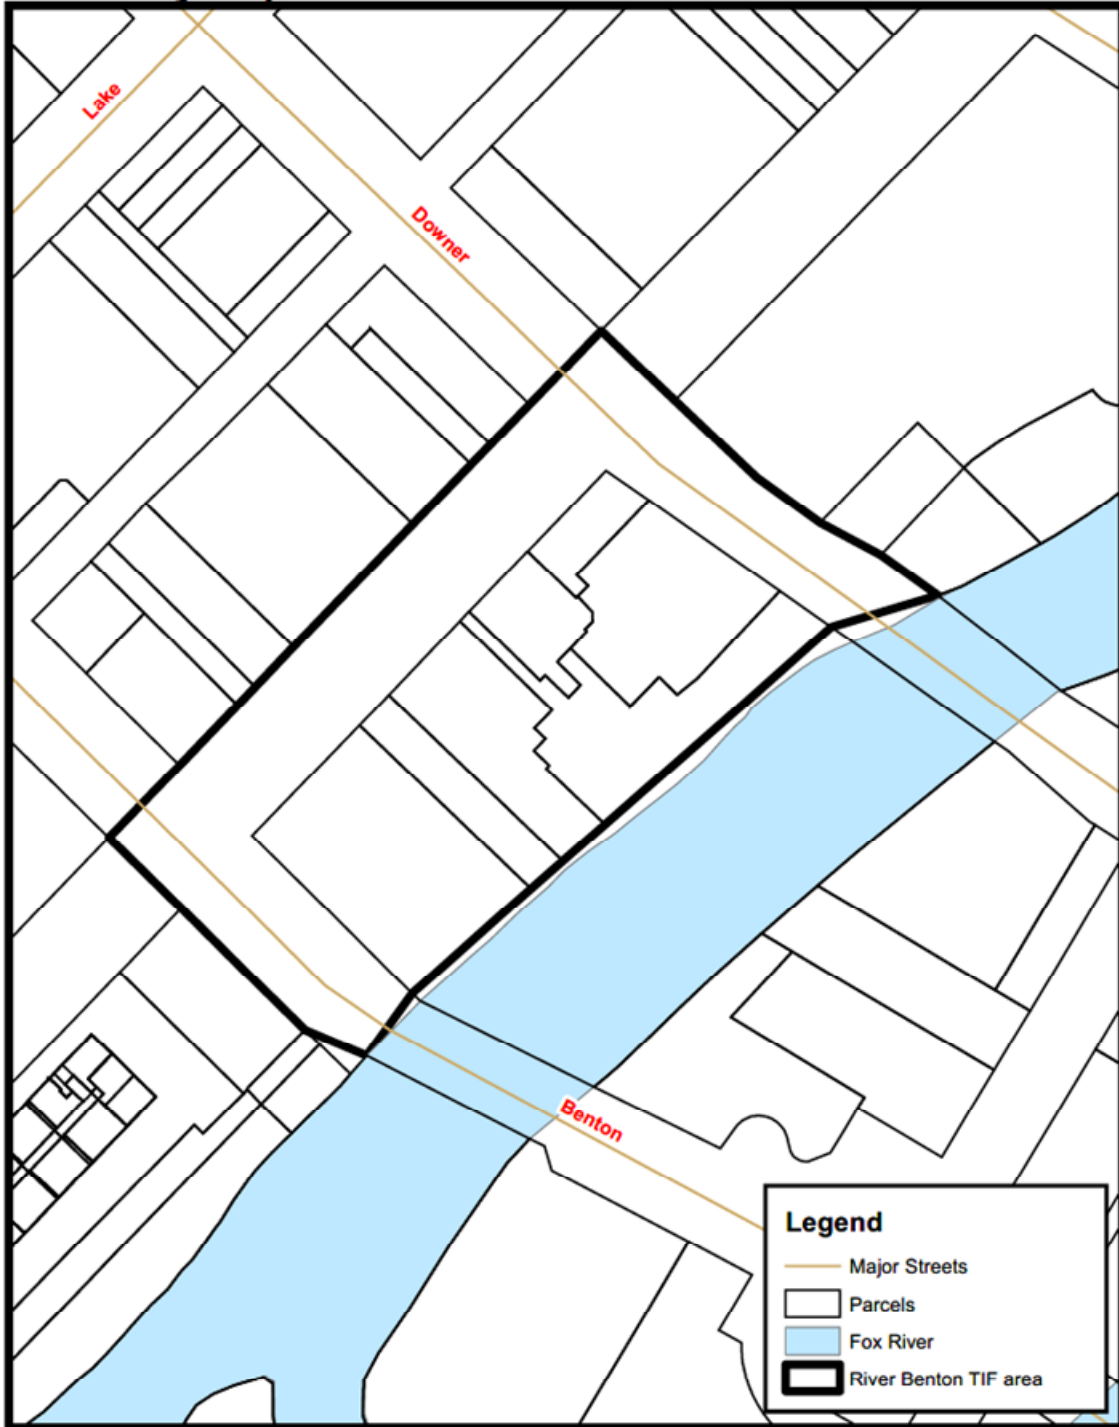 Lake
Downer
Benton
Legend
Major Streets
Parcels
Fox River
River Benton TIF area